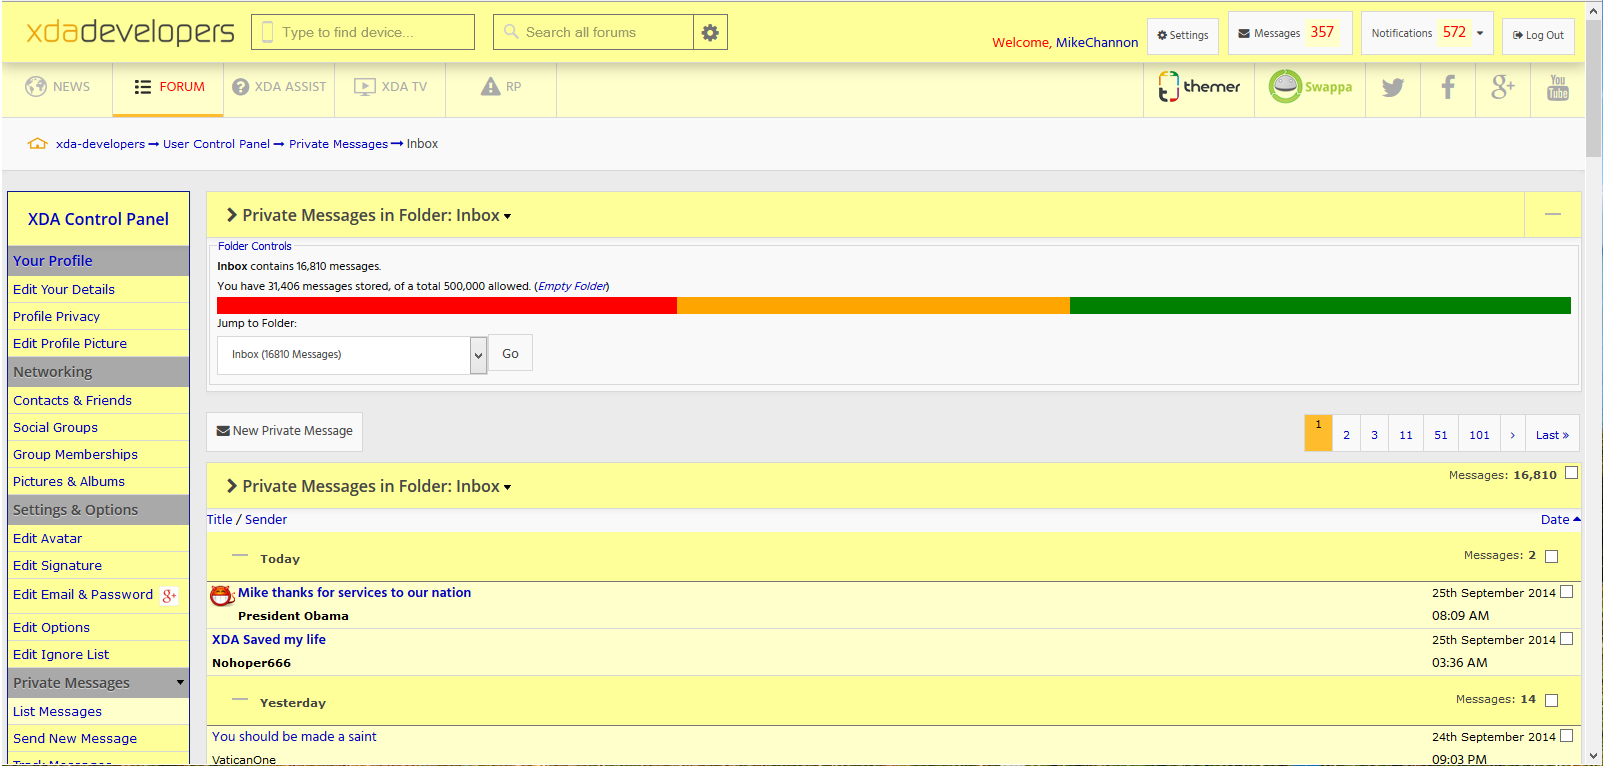 xdadevelopers
Type to find device...
Search all forums
Welcome, MikeChannon
Settings
Messages 357
Notifications 572
Log Out
NEWS
FORUM
XDA ASSIST
XDA TV
RP
themer
Swappa
g+
You Tube
xda-developers → User Control Panel → Private Messages → Inbox
XDA Control Panel
Your Profile
Edit Your Details
Profile Privacy
Edit Profile Picture
Networking
Contacts & Friends
Social Groups
Group Memberships
Pictures & Albums
Settings & Options
Edit Avatar
Edit Signature
Edit Email & Password g+
Edit Options
Edit Ignore List
Private Messages
List Messages
Send New Message
Track Messages
Private Messages in Folder: Inbox
Folder Controls
Inbox contains 16,810 messages.
You have 31,406 messages stored, of a total 500,000 allowed. (Empty Folder)
Jump to Folder:
Inbox (16810 Messages)
Go
New Private Message
1 2 3 11 51 101 › Last »
Private Messages in Folder: Inbox
Messages: 16,810
Title / Sender
Date
Today
Messages: 2
Mike thanks for services to our nation
25th September 2014
President Obama
08:09 AM
XDA Saved my life
25th September 2014
Nohoper666
03:36 AM
Yesterday
Messages: 14
You should be made a saint
24th September 2014
VaticanOne
09:03 PM